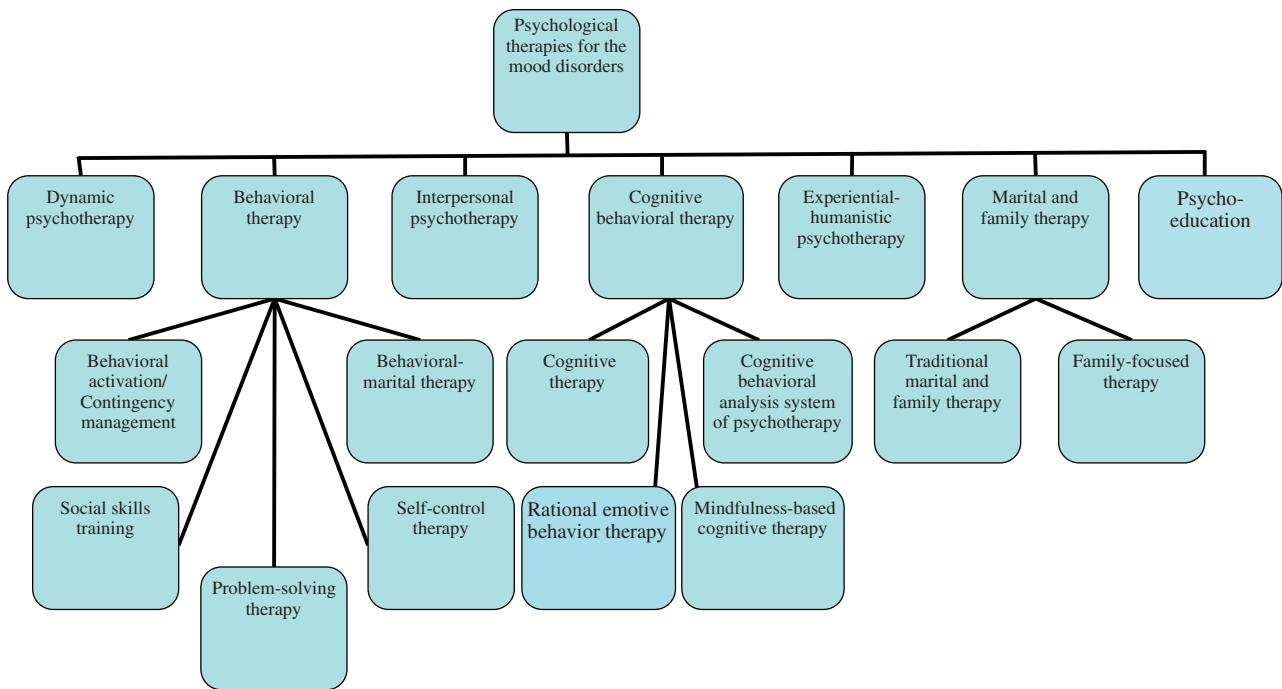 Psychological
therapies for the
mood disorders
Dynamic
psychotherapy
Behavioral
therapy
Interpersonal
psychotherapy
Cognitive
behavioral therapy
Experiential-
humanistic
psychotherapy
Marital and
family therapy
Psycho-
education
Behavioral
activation/
Contingency
management
Behavioral-
marital therapy
Cognitive
therapy
Cognitive
behavioral
analysis system
of psychotherapy
Traditional
marital and
family therapy
Family-focused
therapy
Social skills
training
Self-control
therapy
Rational emotive
behavior therapy
Mindfulness-based
cognitive therapy
Problem-solving
therapy